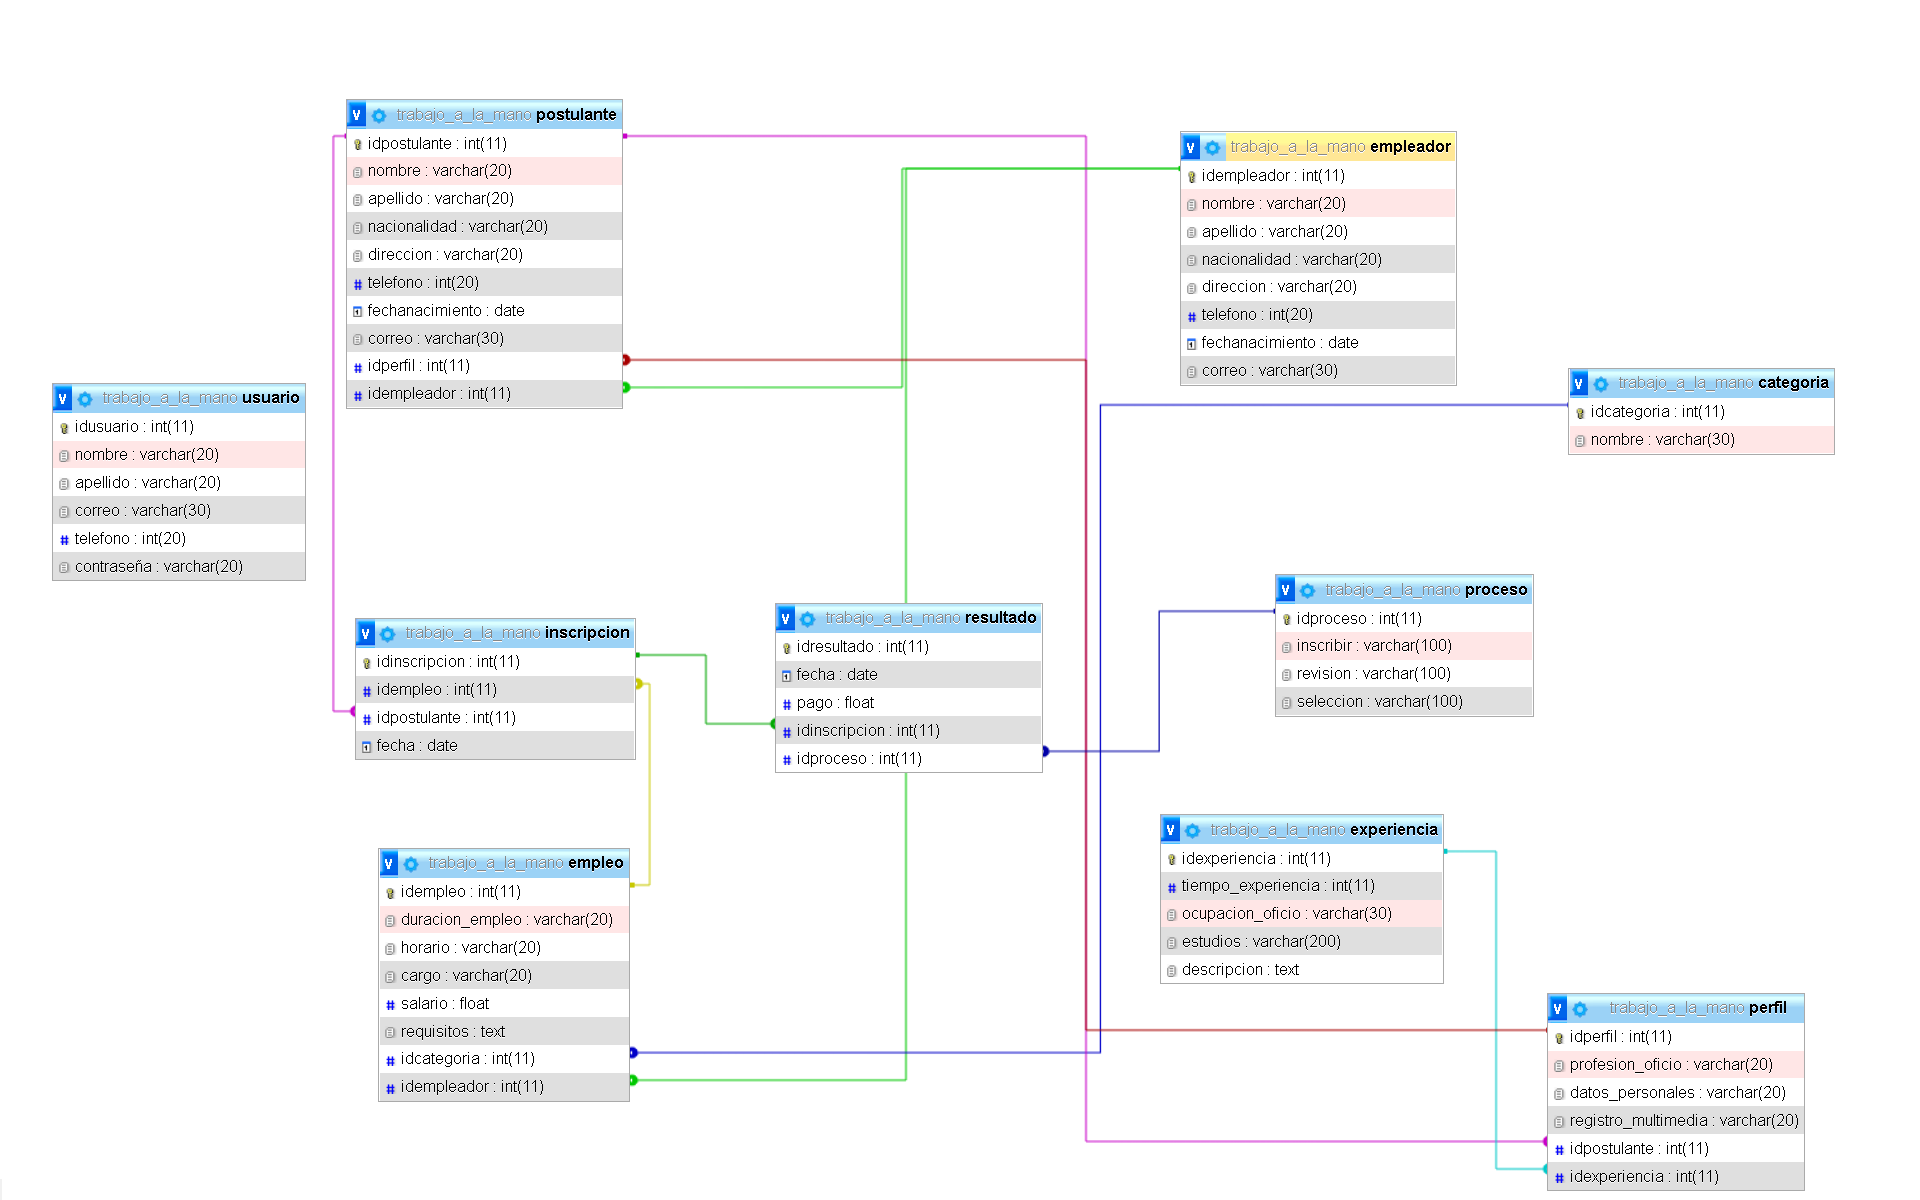 trabajo_a_la_mano postulante
idpostulante : int(11)
nombre : varchar(20)
apellido : varchar(20)
nacionalidad : varchar(20)
direccion : varchar(20)
telefono : int(20)
fechanacimiento : date
correo : varchar(30)
idperfil : int(11)
idempleador : int(11)
trabajo_a_la_mano empleador
idempleador : int(11)
nombre : varchar(20)
apellido : varchar(20)
nacionalidad : varchar(20)
direccion : varchar(20)
telefono : int(20)
fechanacimiento : date
correo : varchar(30)
trabajo_a_la_mano categoria
idcategoria : int(11)
nombre : varchar(30)
trabajo_a_la_mano usuario
idusuario : int(11)
nombre : varchar(20)
apellido : varchar(20)
correo : varchar(30)
telefono : int(20)
contraseña : varchar(20)
trabajo_a_la_mano inscripcion
idinscripcion : int(11)
idempleo : int(11)
idpostulante : int(11)
fecha : date
trabajo_a_la_mano resultado
idresultado : int(11)
fecha : date
pago : float
idinscripcion : int(11)
idproceso : int(11)
trabajo_a_la_mano proceso
idproceso : int(11)
inscribir : varchar(100)
revision : varchar(100)
seleccion : varchar(100)
trabajo_a_la_mano empleo
idempleo : int(11)
duracion_empleo : varchar(20)
horario : varchar(20)
cargo : varchar(20)
salario : float
requisitos : text
idcategoria : int(11)
idempleador : int(11)
trabajo_a_la_mano experiencia
idexperiencia : int(11)
tiempo_experiencia : int(11)
ocupacion_oficio : varchar(30)
estudios : varchar(200)
descripcion : text
trabajo_a_la_mano perfil
idperfil : int(11)
profesion_oficio : varchar(20)
datos_personales : varchar(20)
registro_multimedia : varchar(20)
idpostulante : int(11)
idexperiencia : int(11)